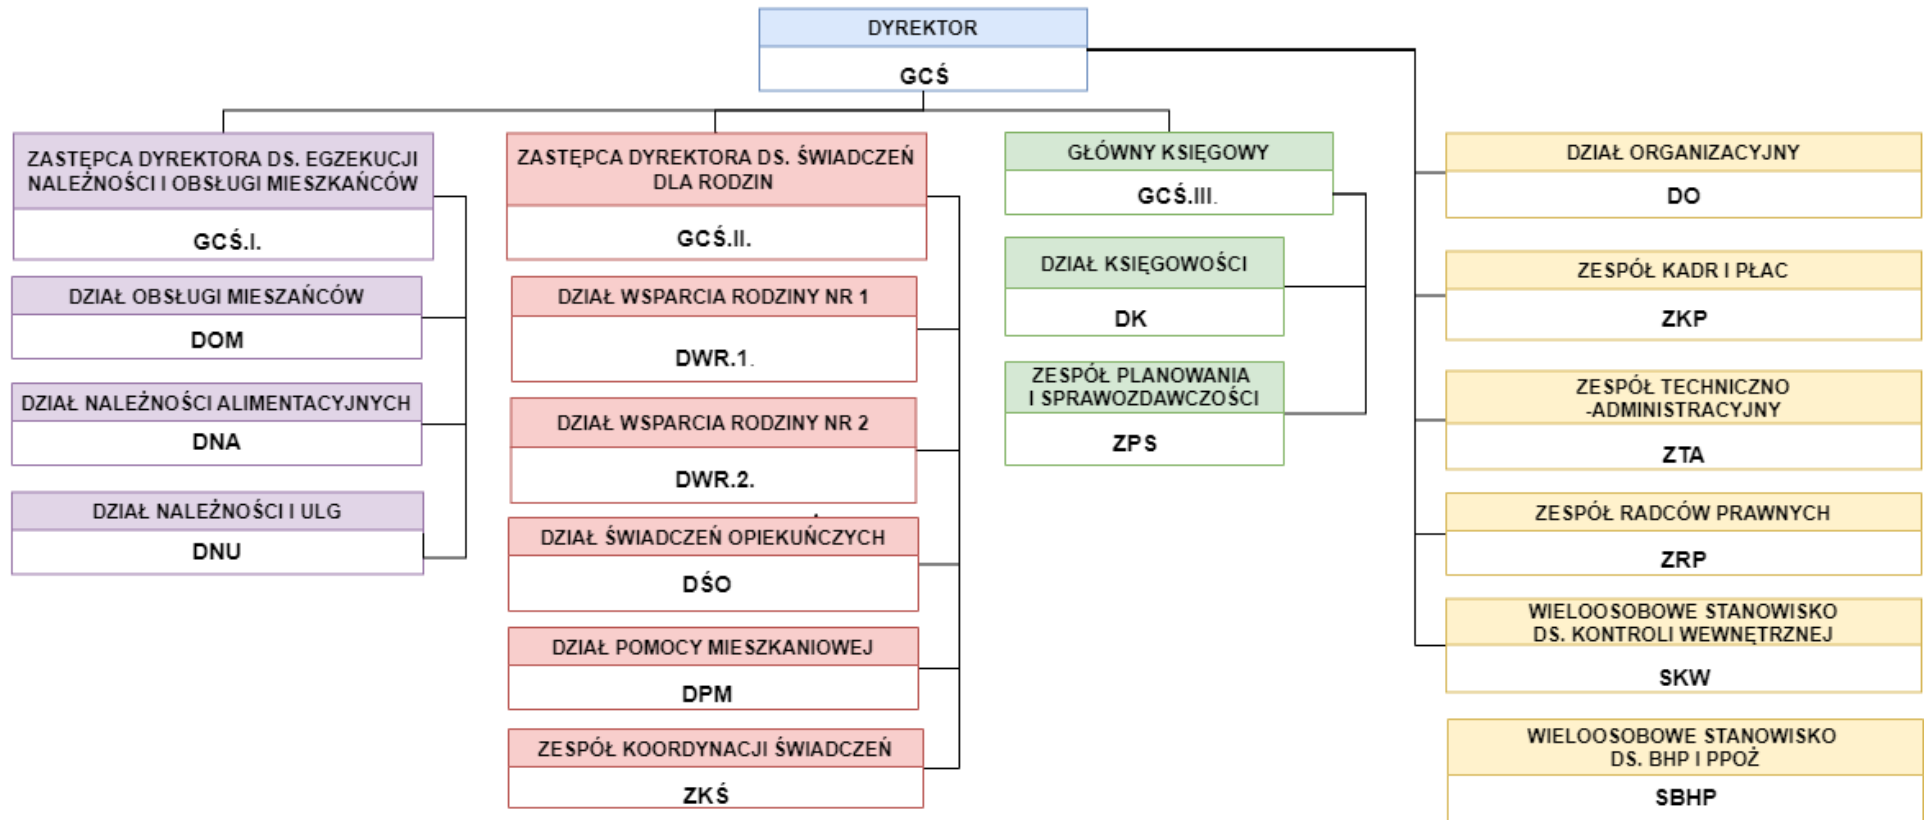 DYREKTOR
GCŚ
ZASTĘPCA DYREKTORA DS. EGZEKUCJI
NALEŻNOŚCI I OBSŁUGI MIESZKAŃCÓW
GCŚ.I.
DZIAŁ OBSŁUGI MIESZAŃCÓW
DOM
DZIAŁ NALEŻNOŚCI ALIMENTACYJNYCH
DNA
DZIAŁ NALEŻNOŚCI I ULG
DNU
ZASTĘPCA DYREKTORA DS. ŚWIADCZEŃ
DLA RODZIN
GCŚ.II.
DZIAŁ WSPARCIA RODZINY NR 1
DWR.1.
DZIAŁ WSPARCIA RODZINY NR 2
DWR.2.
DZIAŁ ŚWIADCZEŃ OPIEKUŃCZYCH
DŚO
DZIAŁ POMOCY MIESZKANIOWEJ
DPM
ZESPÓŁ KOORDYNACJI ŚWIADCZEŃ
ZKŚ
GŁÓWNY KSIĘGOWY
GCŚ.III.
DZIAŁ KSIĘGOWOŚCI
DK
ZESPÓŁ PLANOWANIA
I SPRAWOZDAWCZOŚCI
ZPS
DZIAŁ ORGANIZACYJNY
DO
ZESPÓŁ KADR I PŁAC
ZKP
ZESPÓŁ TECHNICZNO
-ADMINISTRACYJNY
ZTA
ZESPÓŁ RADCÓW PRAWNYCH
ZRP
WIELOOSOBOWE STANOWISKO
DS. KONTROLI WEWNĘTRZNEJ
SKW
WIELOOSOBOWE STANOWISKO
DS. BHP I PPOŻ
SBHP